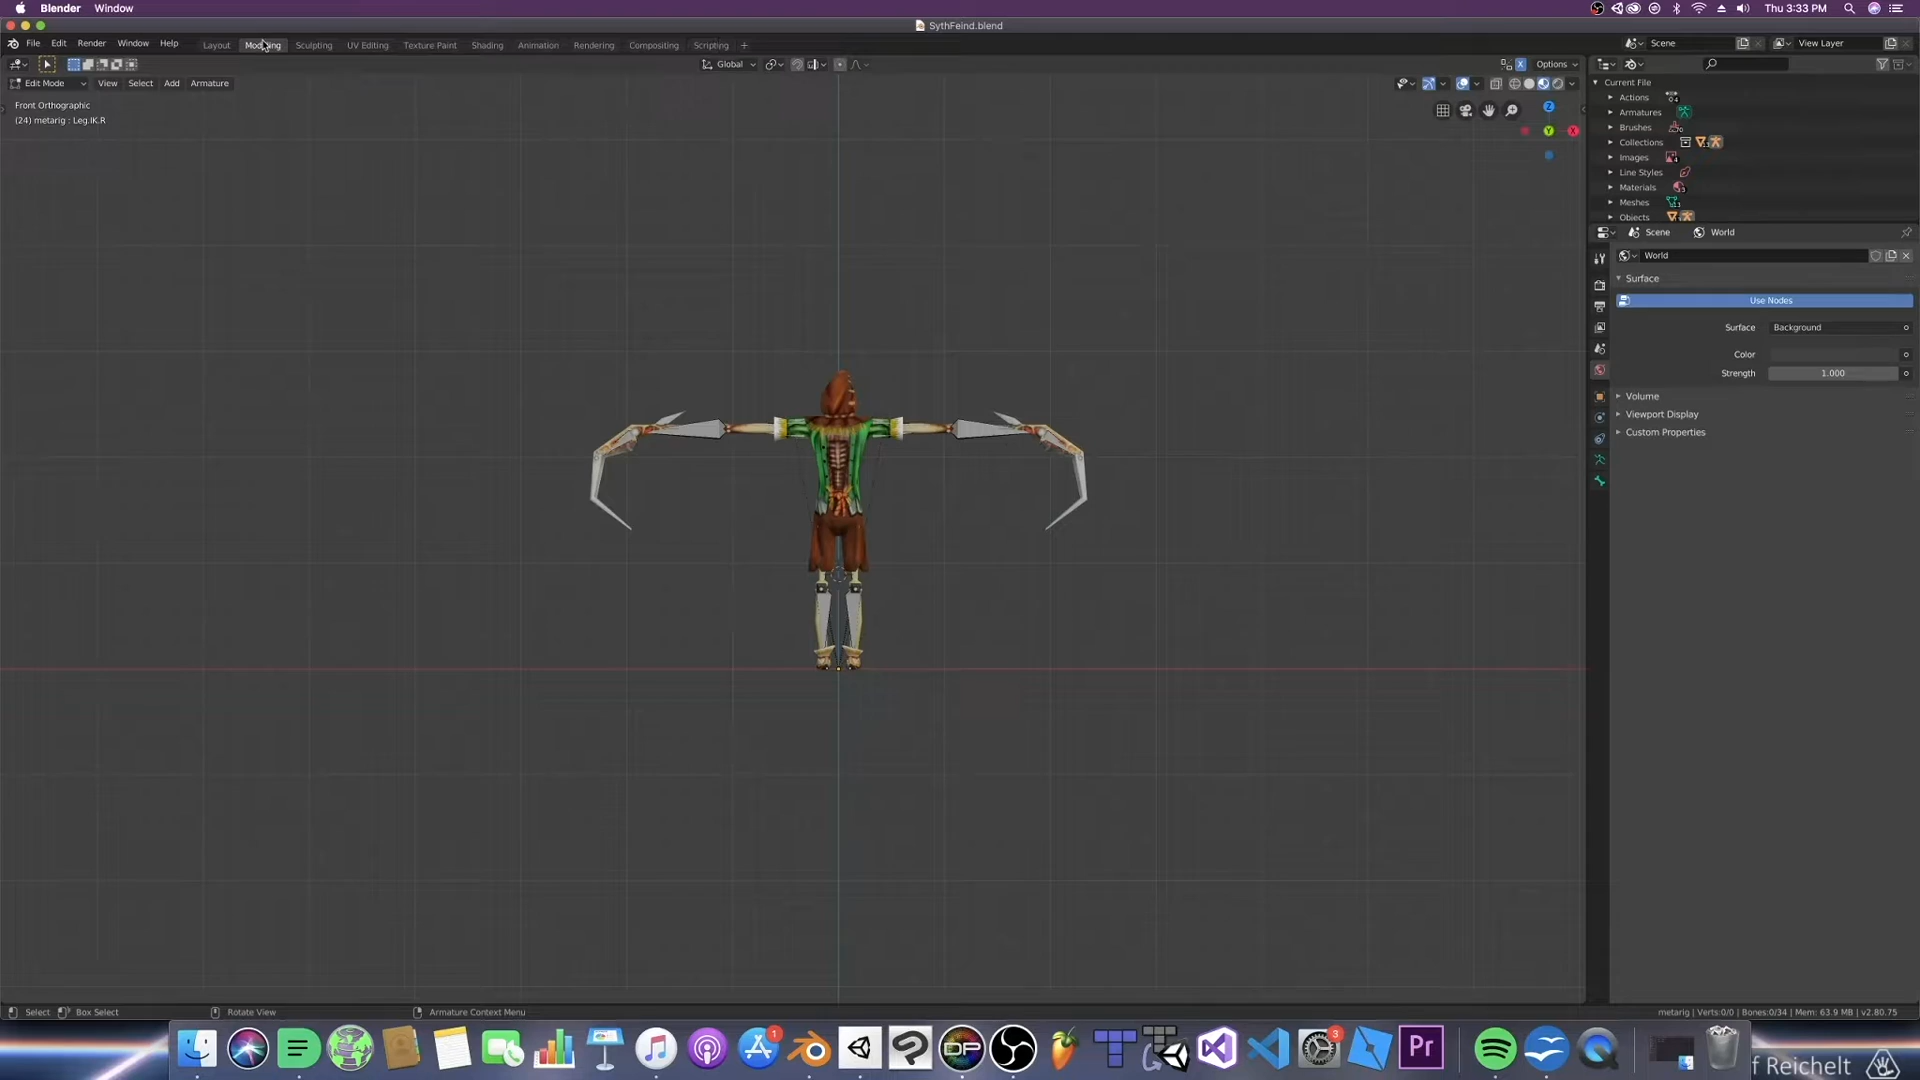 Blender Window Thu 3:33 PM
SythFeind.blend
File Edit Render Window Help Layout Modeling Sculpting UV Editing Texture Paint Shading Animation Rendering Compositing Scripting + Scene View Layer
Global Options
Edit Mode View Select Add Armature
Front Orthographic
(24) metarig : Leg.IK.R
Z
Y
X
X
Current File
Actions
Armatures
Brushes
Collections
Images
Line Styles
Materials
Meshes
Objects
Scene World
World
Surface
Use Nodes
Surface Background
Color
Strength 1.000
Volume
Viewport Display
Custom Properties
Select Box Select Rotate View Armature Context Menu metarig | Verts:0/0 | Bones:0/34 | Mem: 63.9 MB | v2.80.75
1
DP
3
Pr
f Reichelt